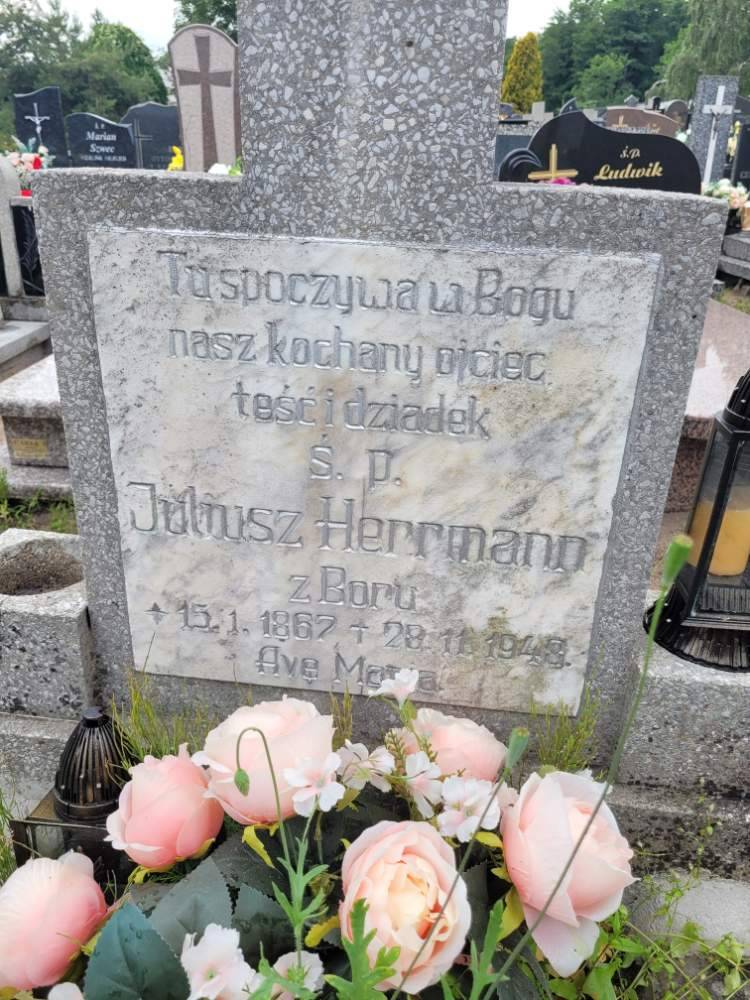 Tu spoczywa w Bogu
nasz kochany ojciec
teść i dziadek
Ś. p.
Juliusz Herrmann
z Boru
15. 1. 1867 † 28. 11. 1948.
Ave Maria
Ś. P.
Marian
Szwec
Ś.P.
Ludwik